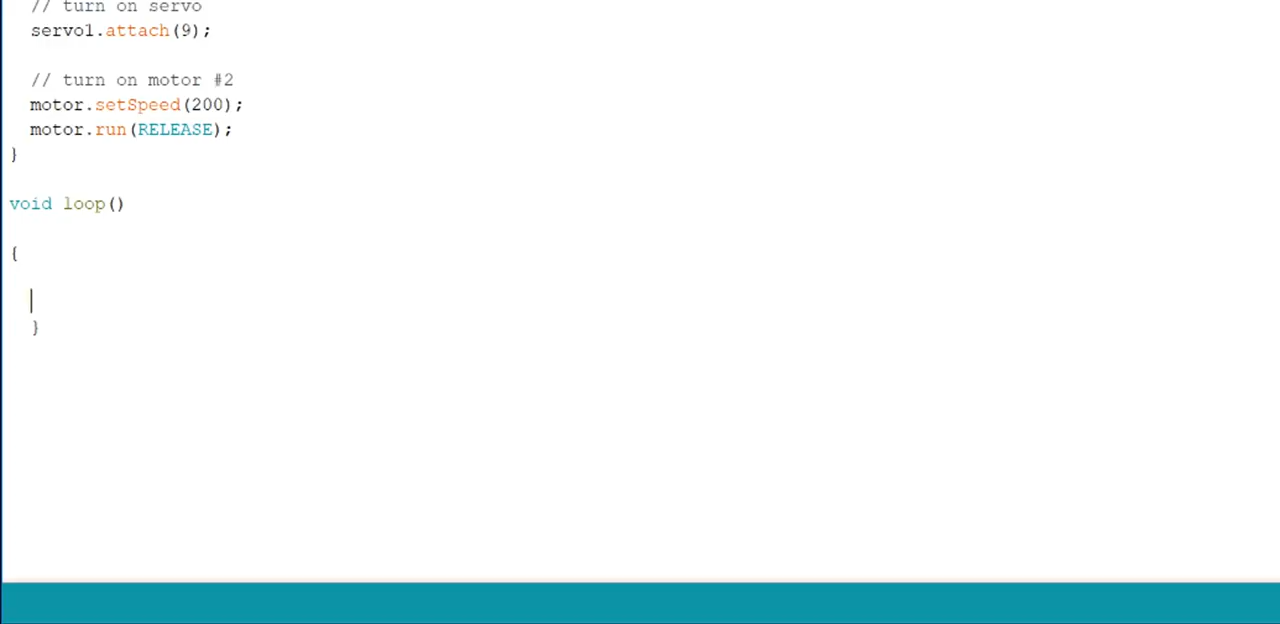 // turn on servo
servo1.attach(9);
// turn on motor #2
motor.setSpeed(200);
motor.run(RELEASE);
}
void loop()
{
}